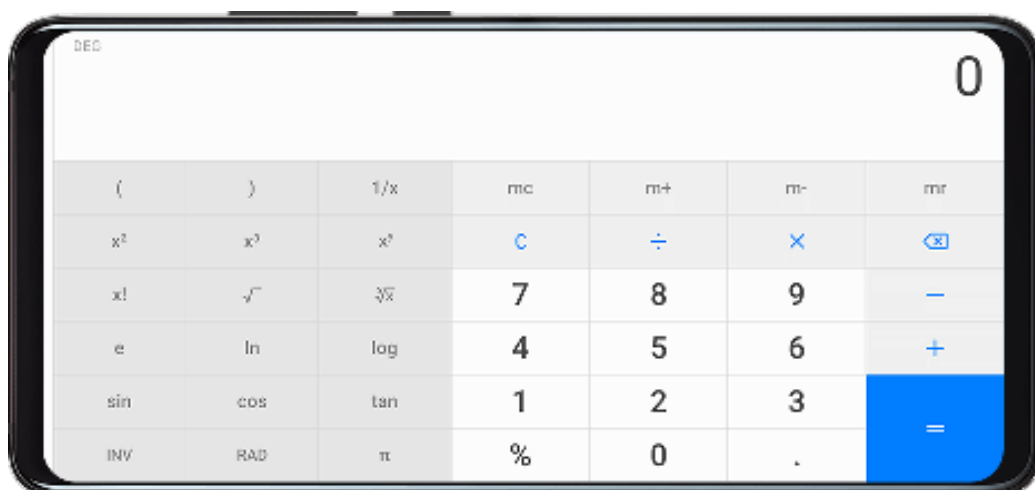 DEG
0
( ) 1/x mc m+ m- mr
x² x³ xʸ C ÷ ×
x! √ ∛x 7 8 9 −
e ln log 4 5 6 +
sin cos tan 1 2 3 =
INV RAD π % 0 .